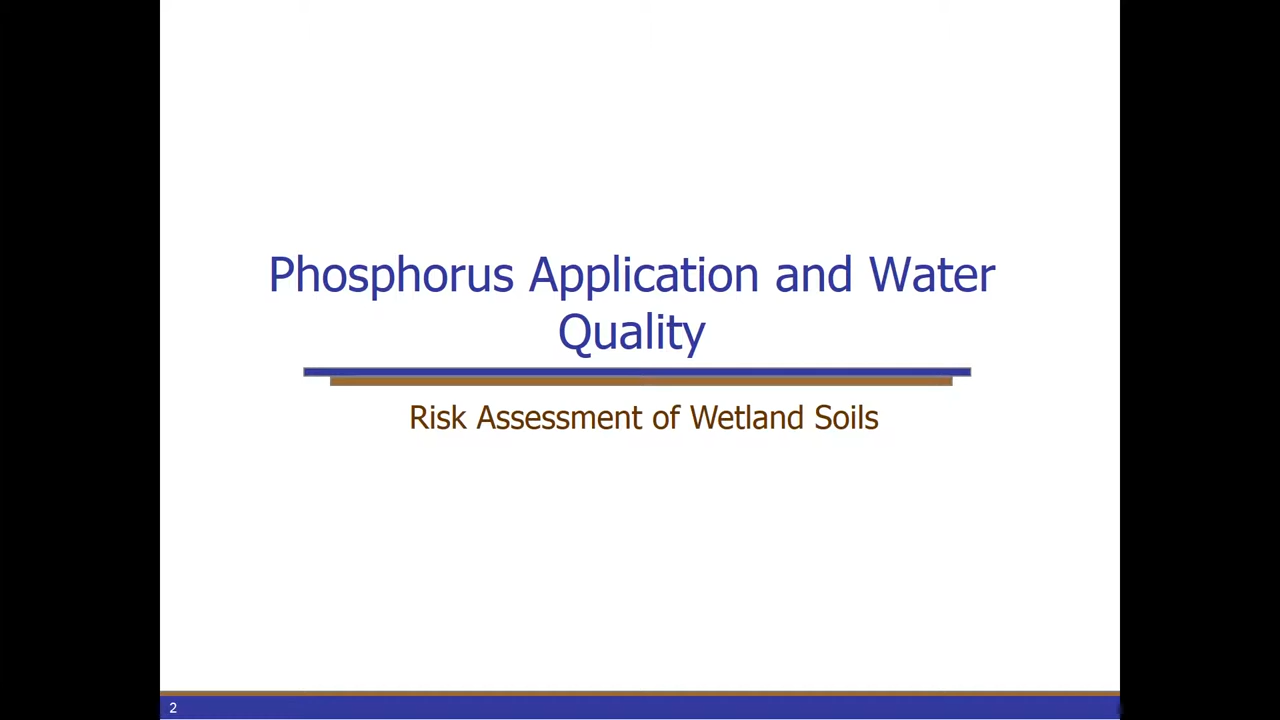 Phosphorus Application and Water
Quality
Risk Assessment of Wetland Soils
2